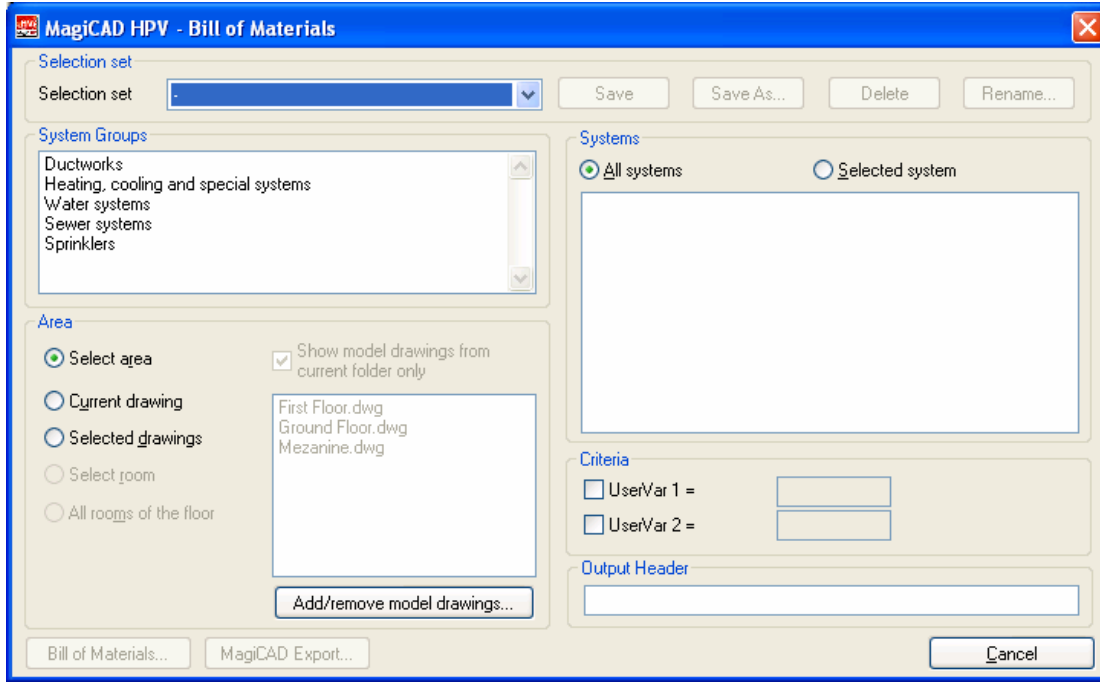 MagiCAD HPV - Bill of Materials
Selection set
Selection set - Save Save As... Delete Rename...
System Groups
Ductworks
Heating, cooling and special systems
Water systems
Sewer systems
Sprinklers
Systems
All systems Selected system
Area
Select area
Current drawing
Selected drawings
Select room
All rooms of the floor
Show model drawings from
current folder only
First Floor.dwg
Ground Floor.dwg
Mezanine.dwg
Add/remove model drawings...
Criteria
UserVar 1 =
UserVar 2 =
Output Header
Bill of Materials... MagiCAD Export... Cancel